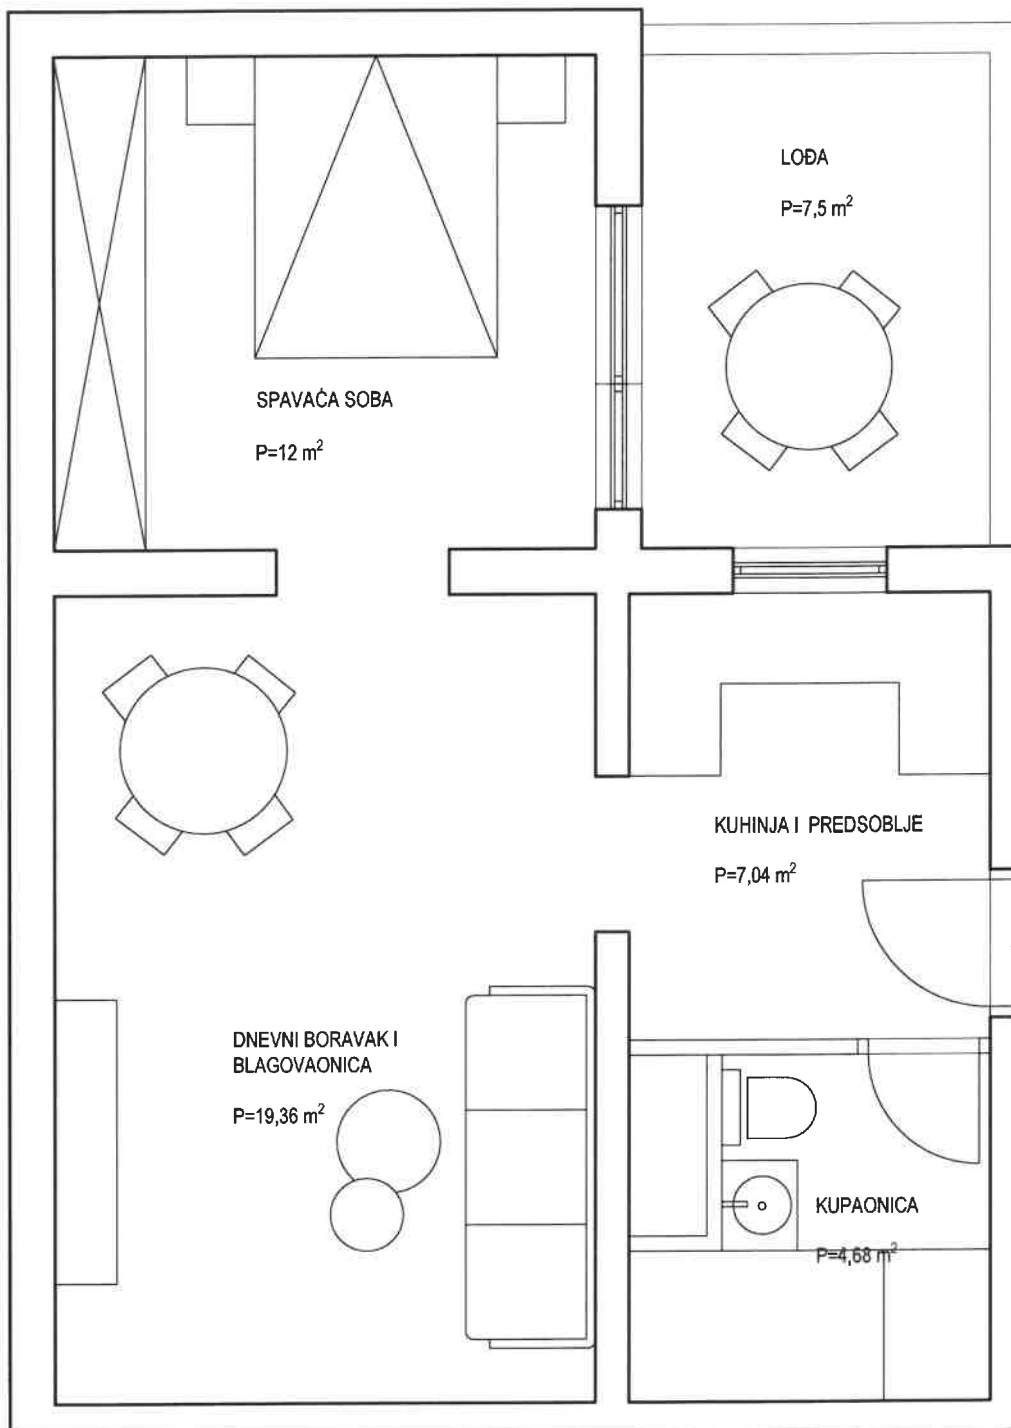 LOĐA
P=7,5 m²
SPAVAĆA SOBA
P=12 m²
KUHINJA I PREDSOBLJE
P=7,04 m²
DNEVNI BORAVAK I
BLAGOVAONICA
P=19,36 m²
KUPAONICA
P=4,68 m²